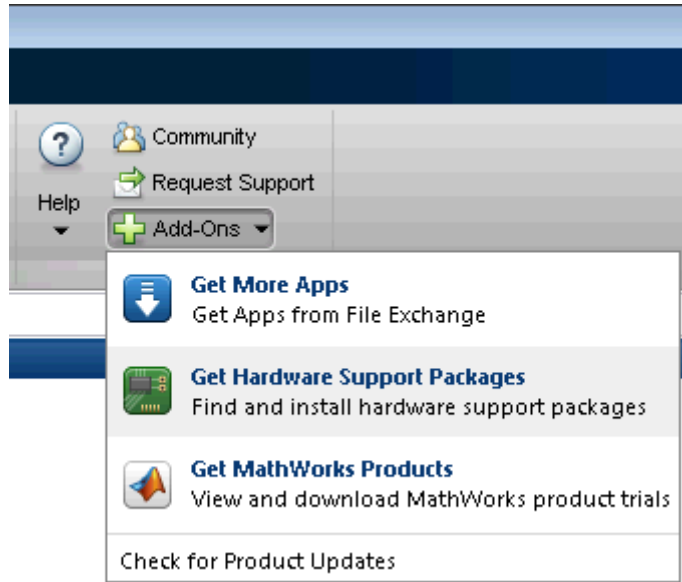 Community
Request Support
Help
Add-Ons
Get More Apps
Get Apps from File Exchange
Get Hardware Support Packages
Find and install hardware support packages
Get MathWorks Products
View and download MathWorks product trials
Check for Product Updates